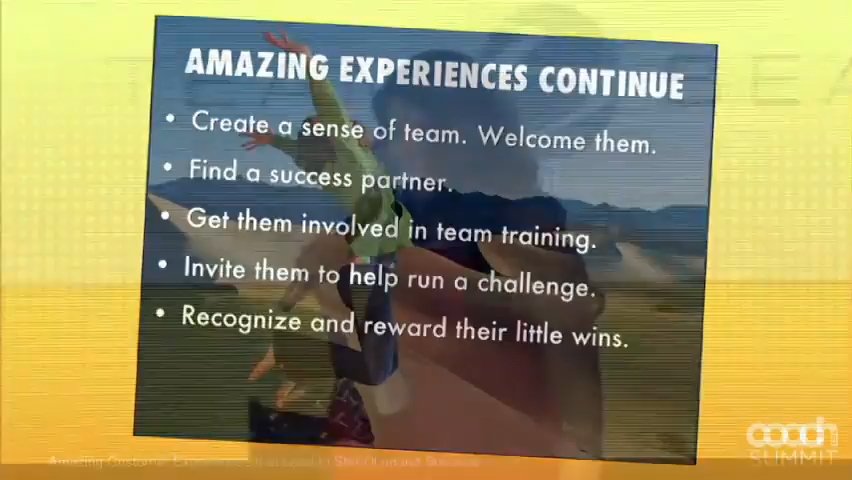 AMAZING EXPERIENCES CONTINUE
• Create a sense of team. Welcome them.
• Find a success partner.
• Get them involved in team training.
• Invite them to help run a challenge.
• Recognize and reward their little wins.
coach
SUMMIT